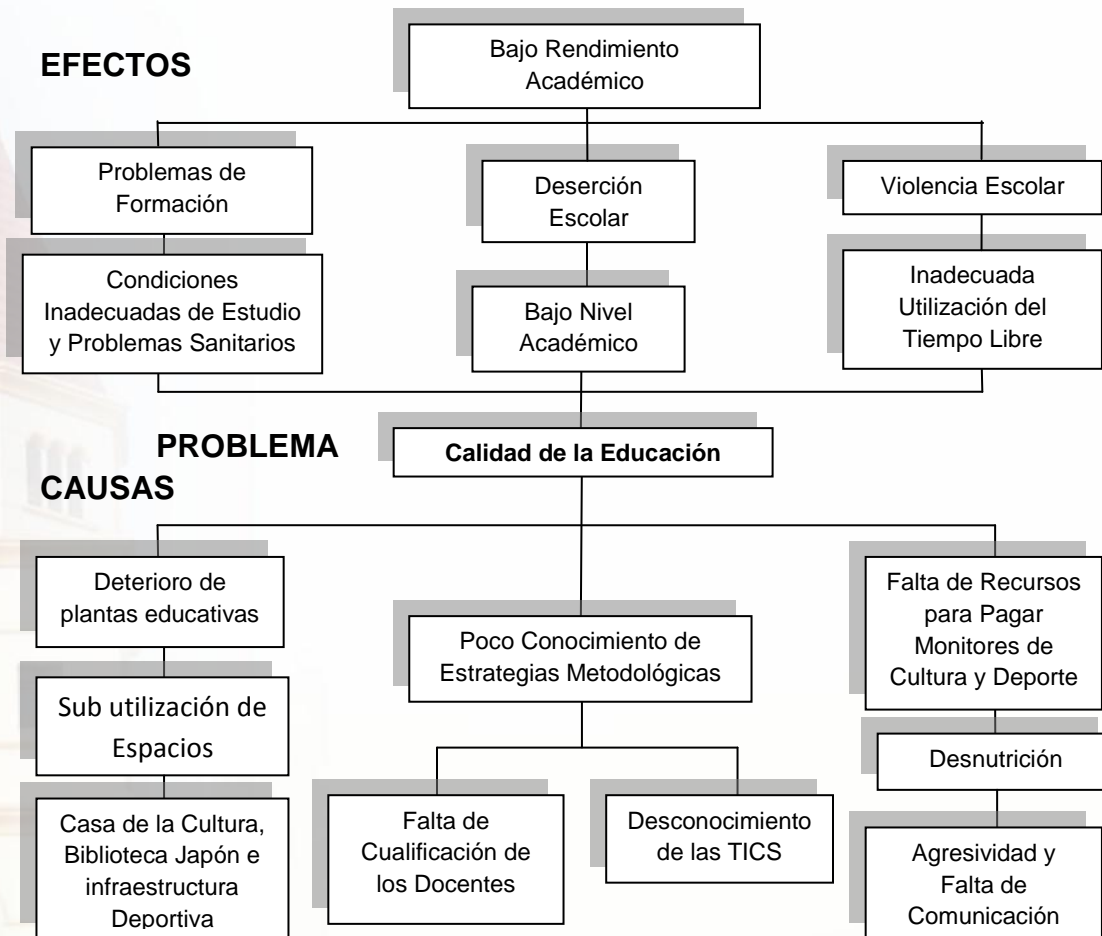 EFECTOS
Bajo Rendimiento
Académico
Problemas de
Formación
Deserción
Escolar
Violencia Escolar
Condiciones
Inadecuadas de Estudio
y Problemas Sanitarios
Bajo Nivel
Académico
Inadecuada
Utilización del
Tiempo Libre
PROBLEMA
Calidad de la Educación
CAUSAS
Deterioro de
plantas educativas
Poco Conocimiento de
Estrategias Metodológicas
Falta de Recursos
para Pagar
Monitores de
Cultura y Deporte
Sub utilización de
Espacios
Desnutrición
Casa de la Cultura,
Biblioteca Japón e
infraestructura
Deportiva
Falta de
Cualificación de
los Docentes
Desconocimiento
de las TICS
Agresividad y
Falta de
Comunicación